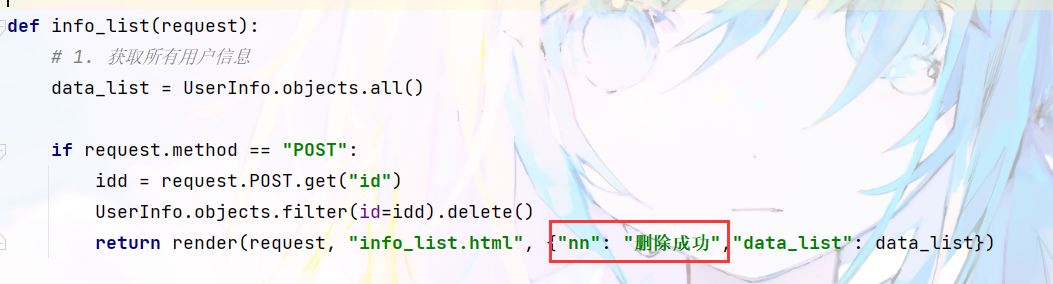 def info_list(request):
# 1. 获取所有用户信息
data_list = UserInfo.objects.all()
if request.method == "POST":
idd = request.POST.get("id")
UserInfo.objects.filter(id=idd).delete()
return render(request, "info_list.html", {"nn": "删除成功","data_list": data_list})